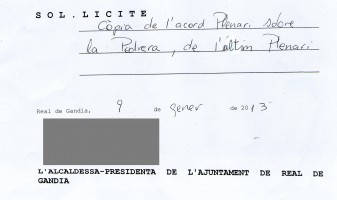 SOL.LICITE
Còpia de l'acord Plenari sobre
la Pedrera, de l'últim Plenari
Real de Gandia, 9 de Gener de 2013
L'ALCALDESSA-PRESIDENTA DE L'AJUNTAMENT DE REAL DE
GANDIA